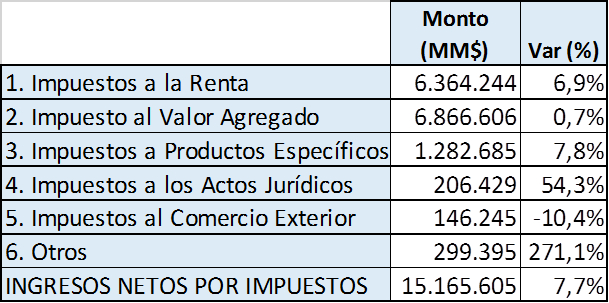 Monto (MM$) Var (%)
1. Impuestos a la Renta 6.364.244 6,9%
2. Impuesto al Valor Agregado 6.866.606 0,7%
3. Impuestos a Productos Específicos 1.282.685 7,8%
4. Impuestos a los Actos Jurídicos 206.429 54,3%
5. Impuestos al Comercio Exterior 146.245 -10,4%
6. Otros 299.395 271,1%
INGRESOS NETOS POR IMPUESTOS 15.165.605 7,7%